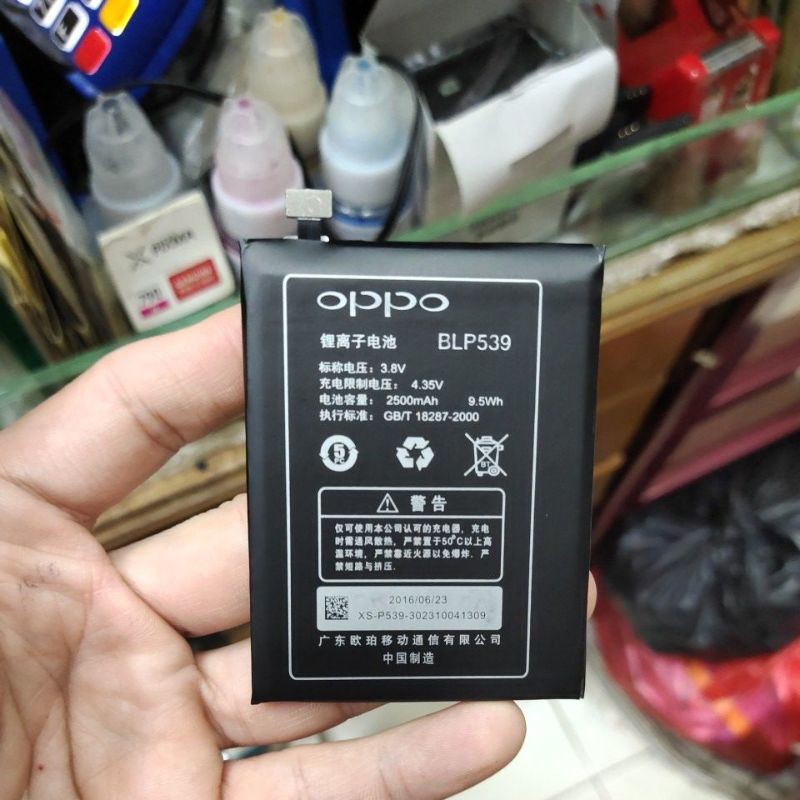 oppo
锂离子电池 BLP539
标称电压: 3.8V
充电限制电压: 4.35V
电池容量: 2500mAh 9.5Wh
执行标准: GB/T 18287-2000
5
BT
警告
仅可使用本公司认可的充电器, 充电
时需通风散热, 严禁置于50℃以上高
温环境, 严禁靠近火源以免爆炸. 严
禁短路与挤压.
2016/06/23
XS-P539-302310041309
广东欧珀移动通信有限公司
中国制造